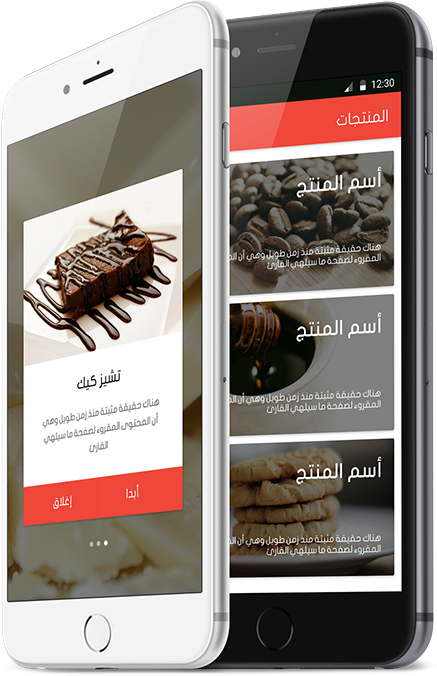 تشيز كيك
هناك حقيقة مثبتة منذ زمن طويل وهي
أن المحتوى المقروء لصفحة ما سيلهي
القارئ
أبدا
إغلاق
12:30
المنتجات
أسم المنتج
هناك حقيقة مثبتة منذ زمن طويل وهي أن
المقروء لصفحة ما سيلهي القارئ
أسم المنتج
هناك حقيقة مثبتة منذ زمن طويل وهي أن
المقروء لصفحة ما سيلهي القارئ
أسم المنتج
هناك حقيقة مثبتة منذ زمن طويل وهي أن
المقروء لصفحة ما سيلهي القارئ